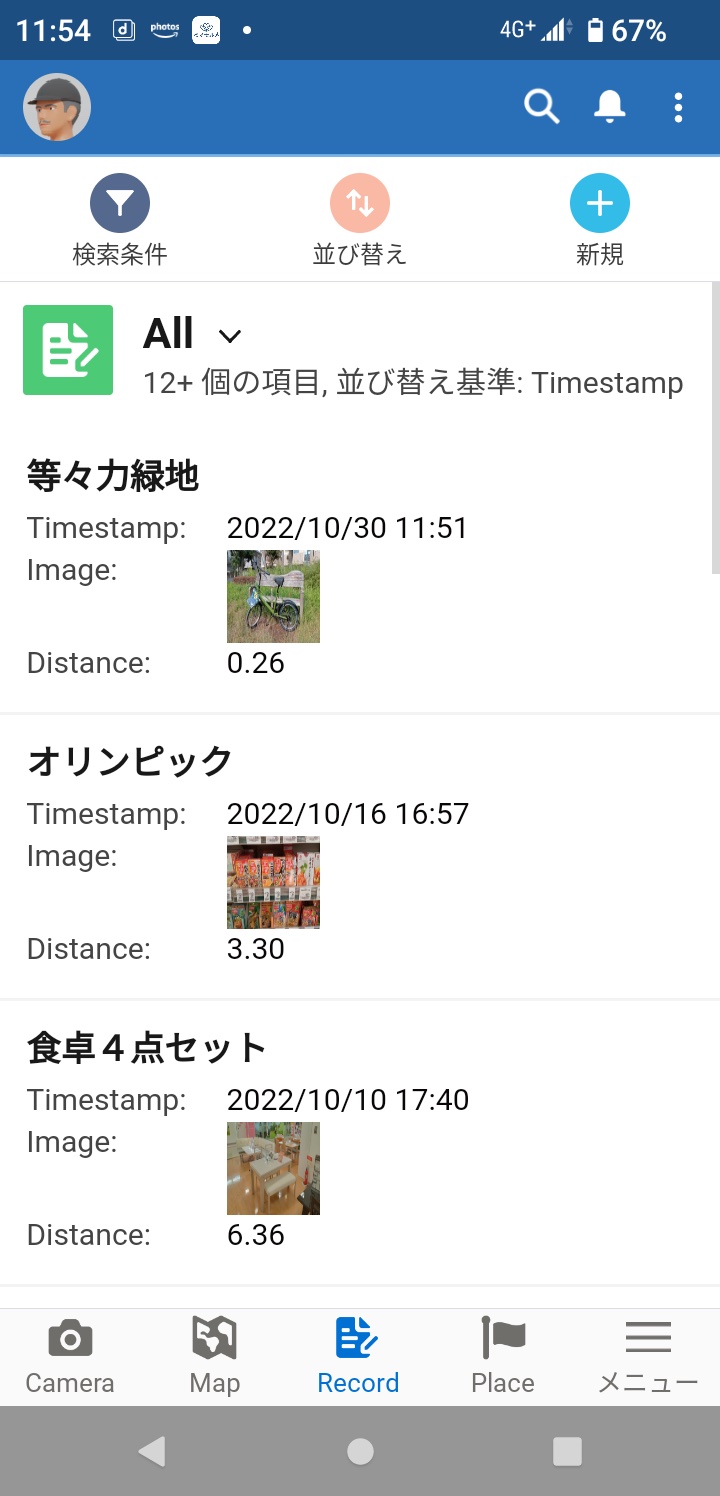 11:54 d photos 4G+ 67%
検索条件 並び替え 新規
All
12+ 個の項目, 並び替え基準: Timestamp
等々力緑地
Timestamp: 2022/10/30 11:51
Image:
Distance: 0.26
オリンピック
Timestamp: 2022/10/16 16:57
Image:
Distance: 3.30
食卓４点セット
Timestamp: 2022/10/10 17:40
Image:
Distance: 6.36
Camera Map Record Place メニュー